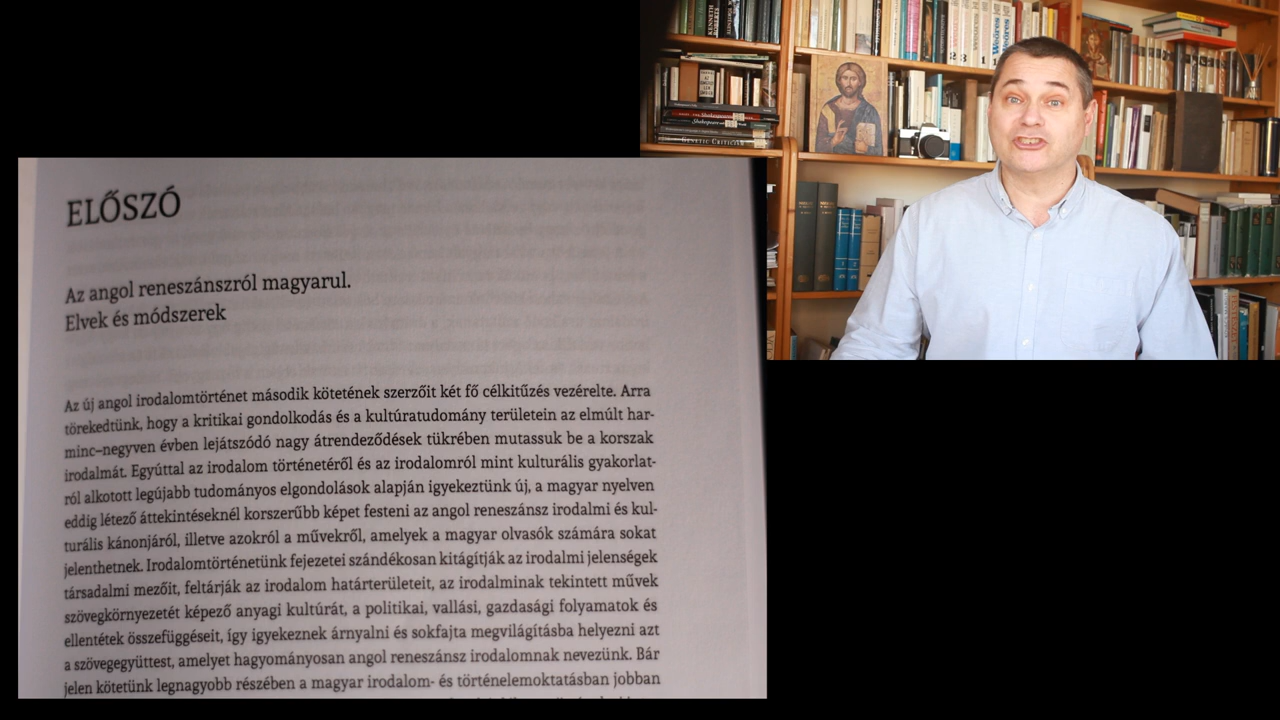 ELŐSZÓ
Az angol reneszánszról magyarul.
Elvek és módszerek
Az új angol irodalomtörténet második kötetének szerzőit két fő célkitűzés vezérelte. Arra
törekedtünk, hogy a kritikai gondolkodás és a kultúratudomány területein az elmúlt har-
minc–negyven évben lejátszódó nagy átrendeződések tükrében mutassuk be a korszak
irodalmát. Egyúttal az irodalom történetéről és az irodalomról mint kulturális gyakorlat-
ról alkotott legújabb tudományos elgondolások alapján igyekeztünk új, a magyar nyelven
eddig létező áttekintéseknél korszerűbb képet festeni az angol reneszánsz irodalmi és kul-
turális kánonjáról, illetve azokról a művekről, amelyek a magyar olvasók számára sokat
jelenthetnek. Irodalomtörténetünk fejezetei szándékosan kitágítják az irodalmi jelenségek
társadalmi mezőit, feltárják az irodalom határterületeit, az irodalminak tekintett művek
szövegkörnyezetét képező anyagi kultúrát, a politikai, vallási, gazdasági folyamatok és
ellentétek összefüggéseit, így igyekeznek árnyalni és sokfajta megvilágításba helyezni azt
a szövegegyüttest, amelyet hagyományosan angol reneszánsz irodalomnak nevezünk. Bár
jelen kötetünk legnagyobb részében a magyar irodalom- és történelemoktatásban jobban
KENNETH
Shakespeare
GENETIC CRITICISM
Weöres
Weöres